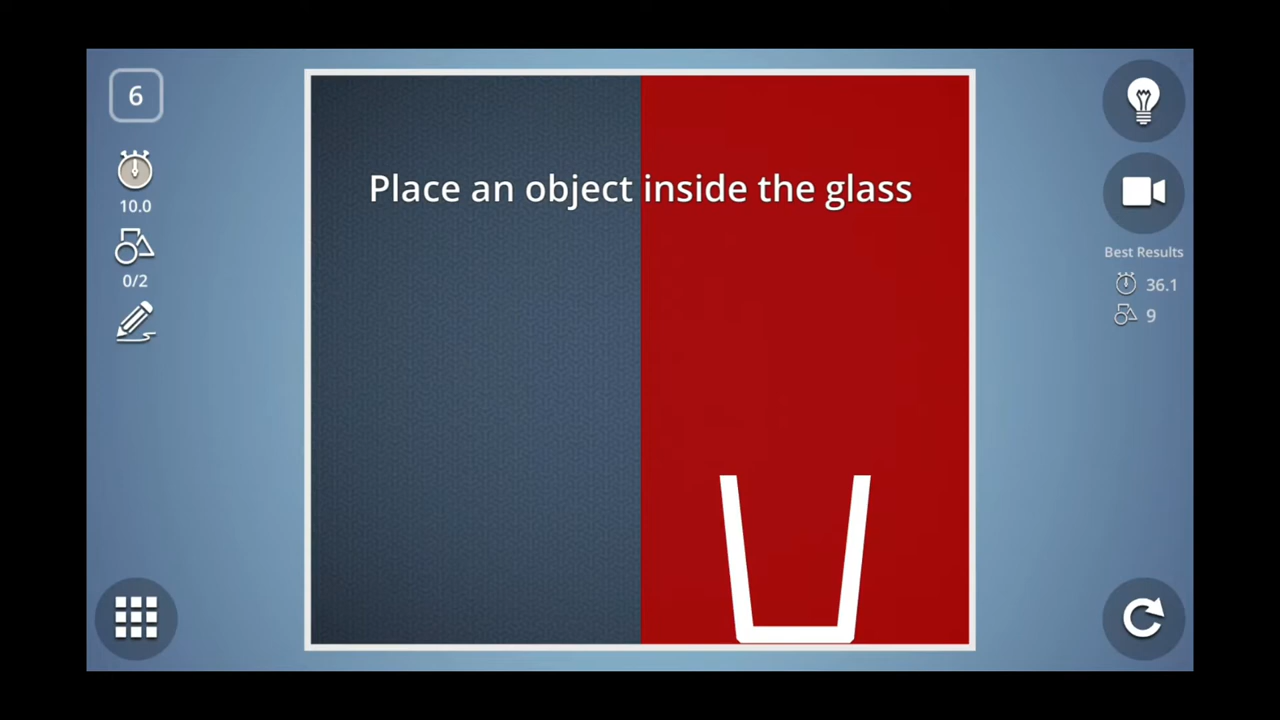 6
10.0
0/2
Place an object inside the glass
Best Results
36.1
9